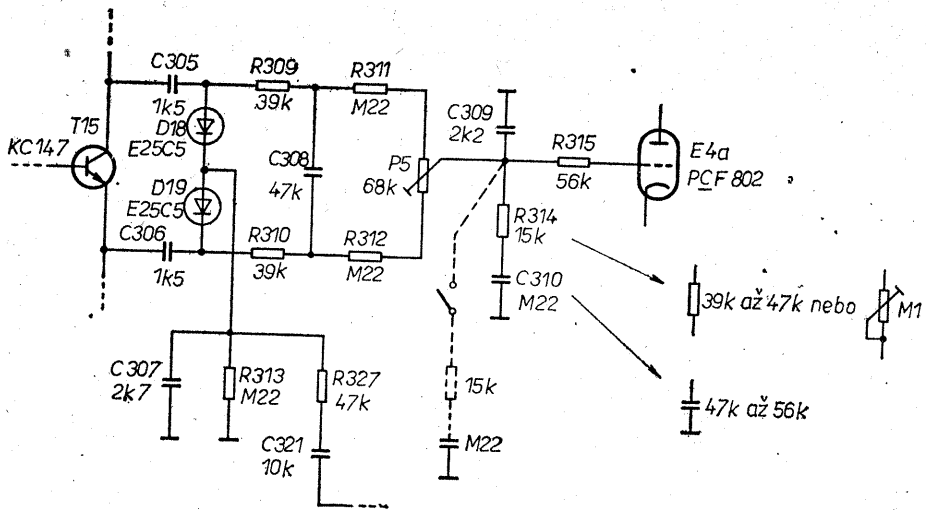 C305
1k5
R309
39k
R311
M22
T15
KC147
D18
E25C5
D19
E25C5
C308
47k
P5
68k
C309
2k2
R315
56k
E4a
PCF 802
C306
1k5
R310
39k
R312
M22
R314
15k
C310
M22
39k až 47k nebo
M1
C307
2k7
R313
M22
R327
47k
15k
47k až 56k
C321
10k
M22